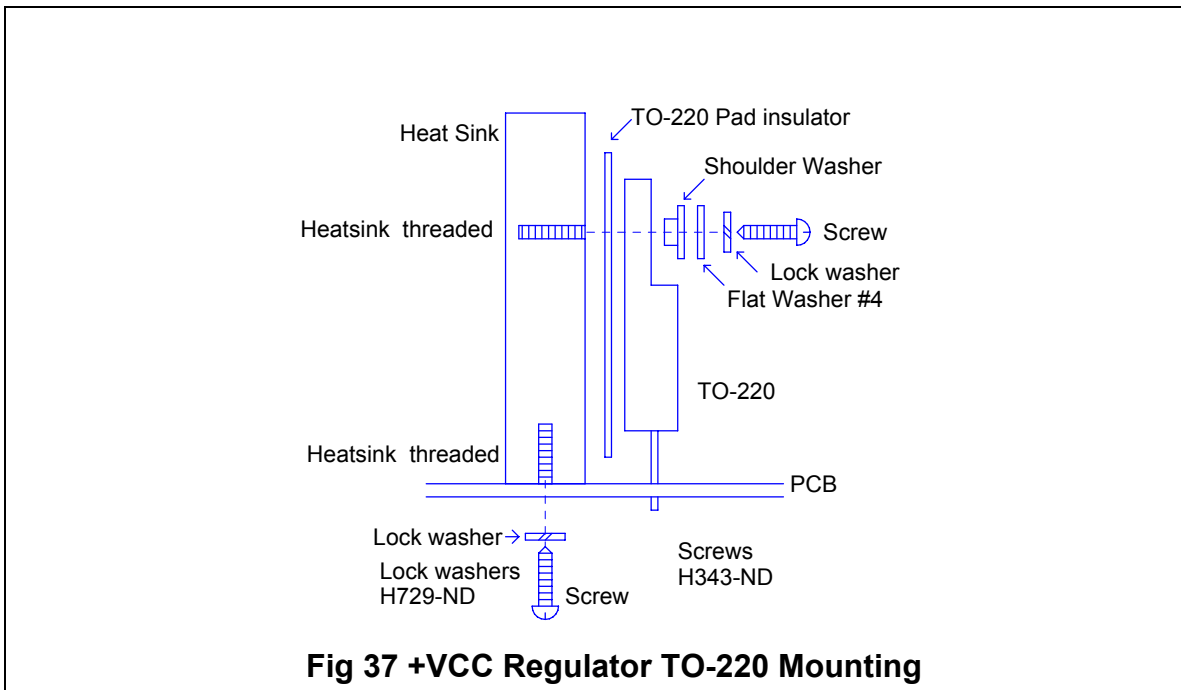 TO-220 Pad insulator
Heat Sink
Shoulder Washer
Heatsink  threaded
Screw
Lock washer
Flat Washer #4
TO-220
Heatsink  threaded
PCB
Lock washer
Screws
H343-ND
Lock washers
H729-ND
Screw
Fig 37 +VCC Regulator TO-220 Mounting